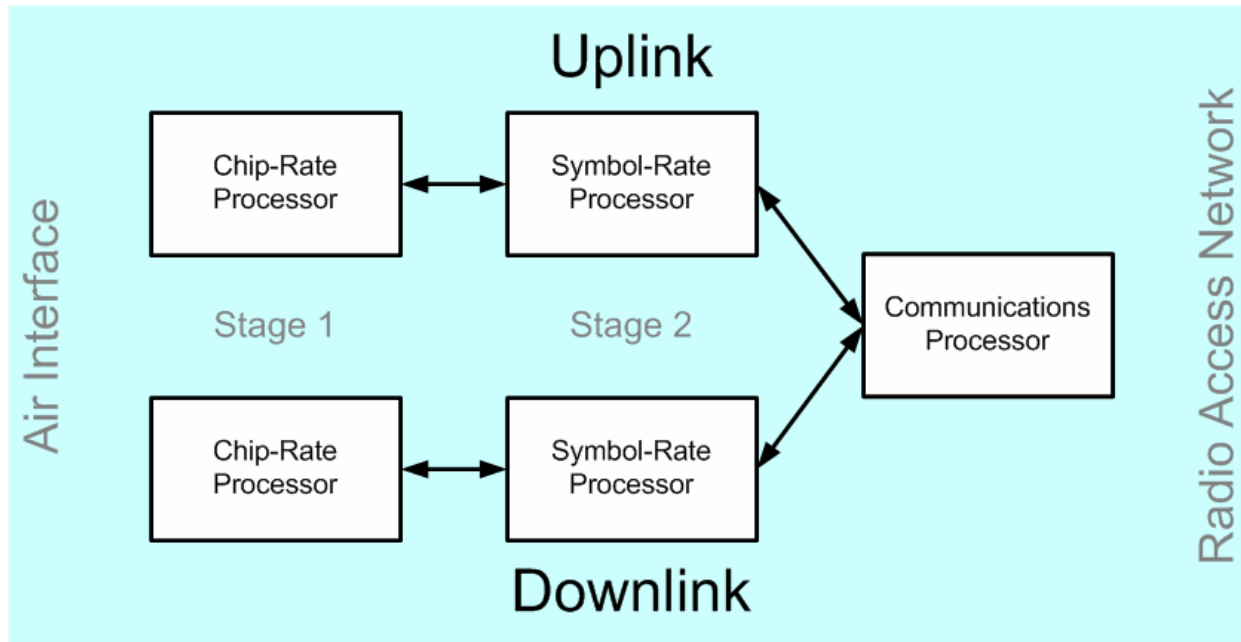 Uplink
Chip-Rate
Processor
Symbol-Rate
Processor
Air Interface
Stage 1
Stage 2
Communications
Processor
Radio Access Network
Chip-Rate
Processor
Symbol-Rate
Processor
Downlink